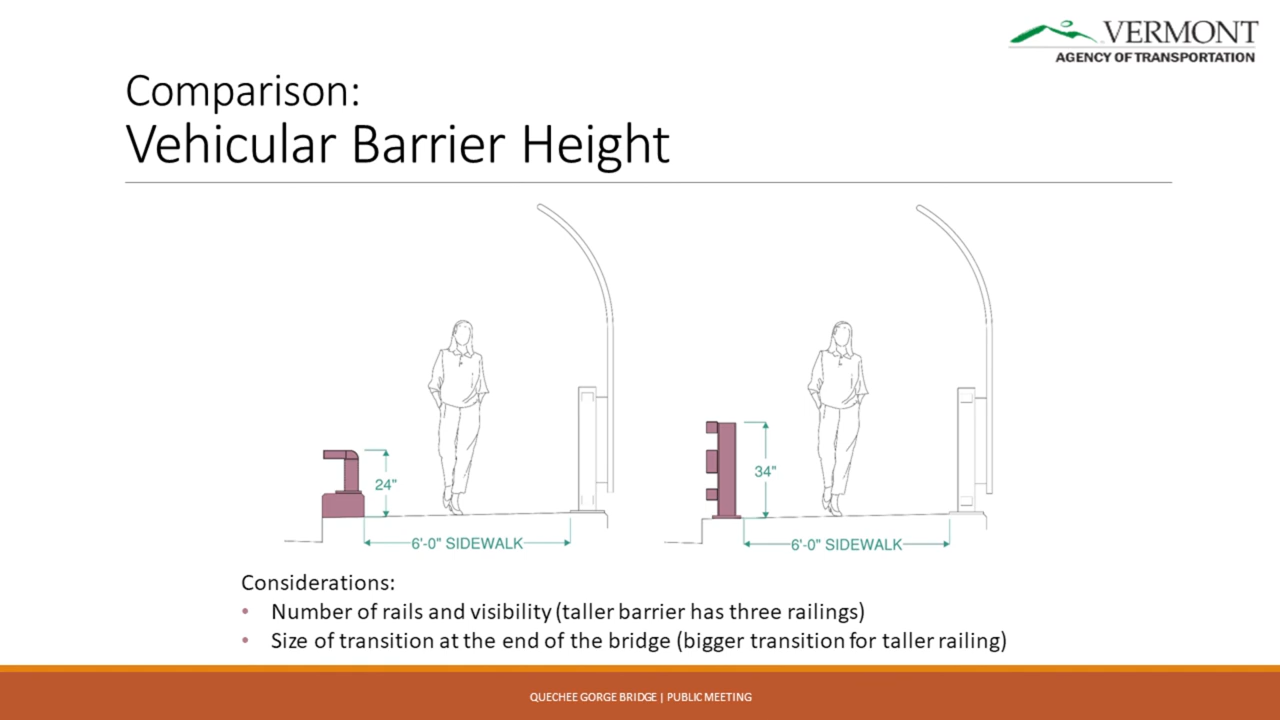 VERMONT
AGENCY OF TRANSPORTATION
Comparison:
Vehicular Barrier Height
24"
6'-0" SIDEWALK
34"
6'-0" SIDEWALK
Considerations:
• Number of rails and visibility (taller barrier has three railings)
• Size of transition at the end of the bridge (bigger transition for taller railing)
QUECHEE GORGE BRIDGE | PUBLIC MEETING